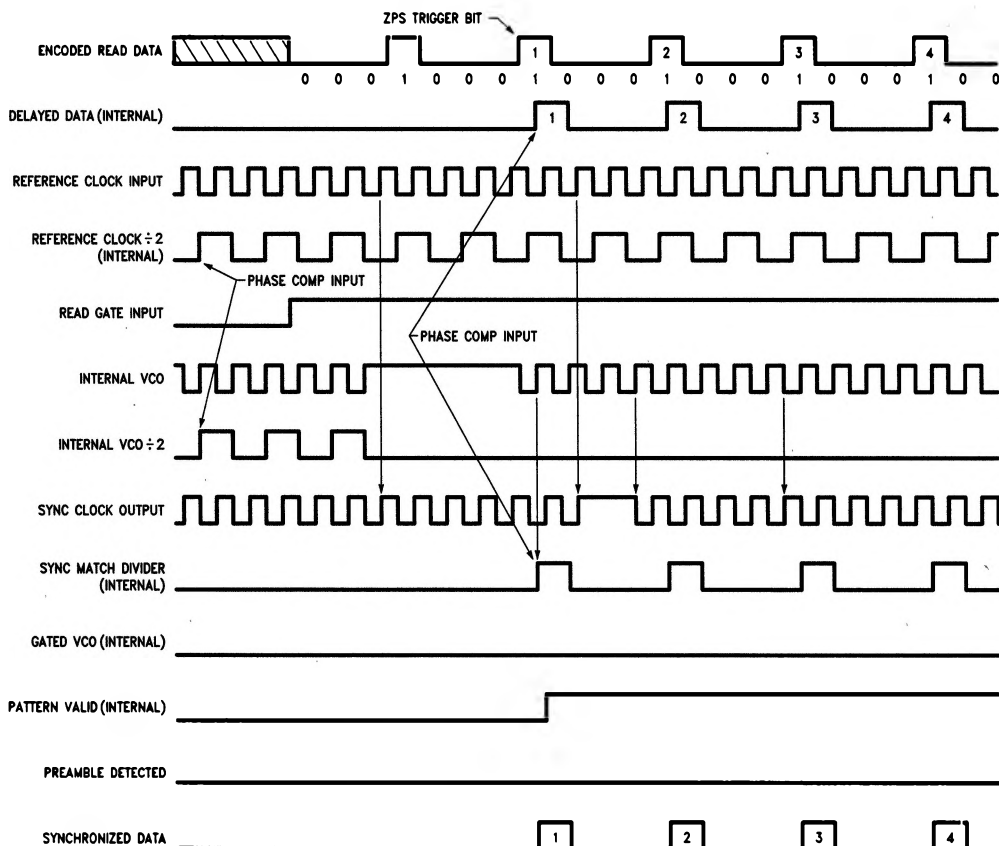 ZPS TRIGGER BIT
ENCODED READ DATA
1 2 3 4
0 0 0 1 0 0 0 1 0 0 0 1 0 0 0 1 0 0 0 1 0 0
DELAYED DATA (INTERNAL)
1 2 3 4
REFERENCE CLOCK INPUT
REFERENCE CLOCK ÷ 2
(INTERNAL)
PHASE COMP INPUT
READ GATE INPUT
PHASE COMP INPUT
INTERNAL VCO
INTERNAL VCO ÷ 2
SYNC CLOCK OUTPUT
SYNC MATCH DIVIDER
(INTERNAL)
GATED VCO (INTERNAL)
PATTERN VALID (INTERNAL)
PREAMBLE DETECTED
SYNCHRONIZED DATA
1 2 3 4